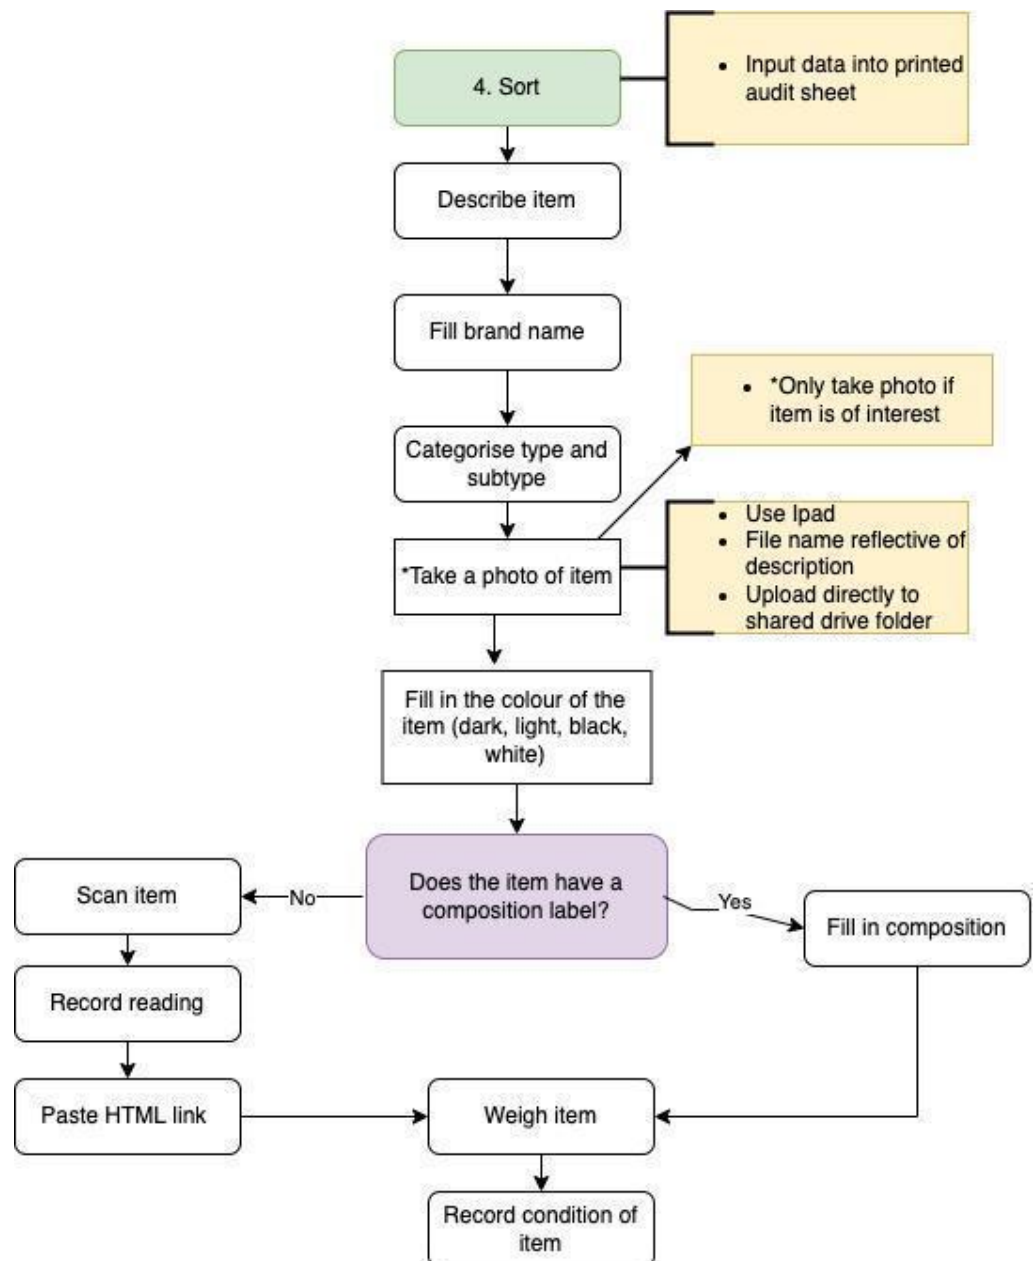 4. Sort
• Input data into printed
audit sheet
Describe item
Fill brand name
• *Only take photo if
item is of interest
Categorise type and
subtype
• Use Ipad
• File name reflective of
description
• Upload directly to
shared drive folder
*Take a photo of item
Fill in the colour of the
item (dark, light, black,
white)
Does the item have a
composition label?
No
Yes
Scan item
Fill in composition
Record reading
Paste HTML link
Weigh item
Record condition of
item